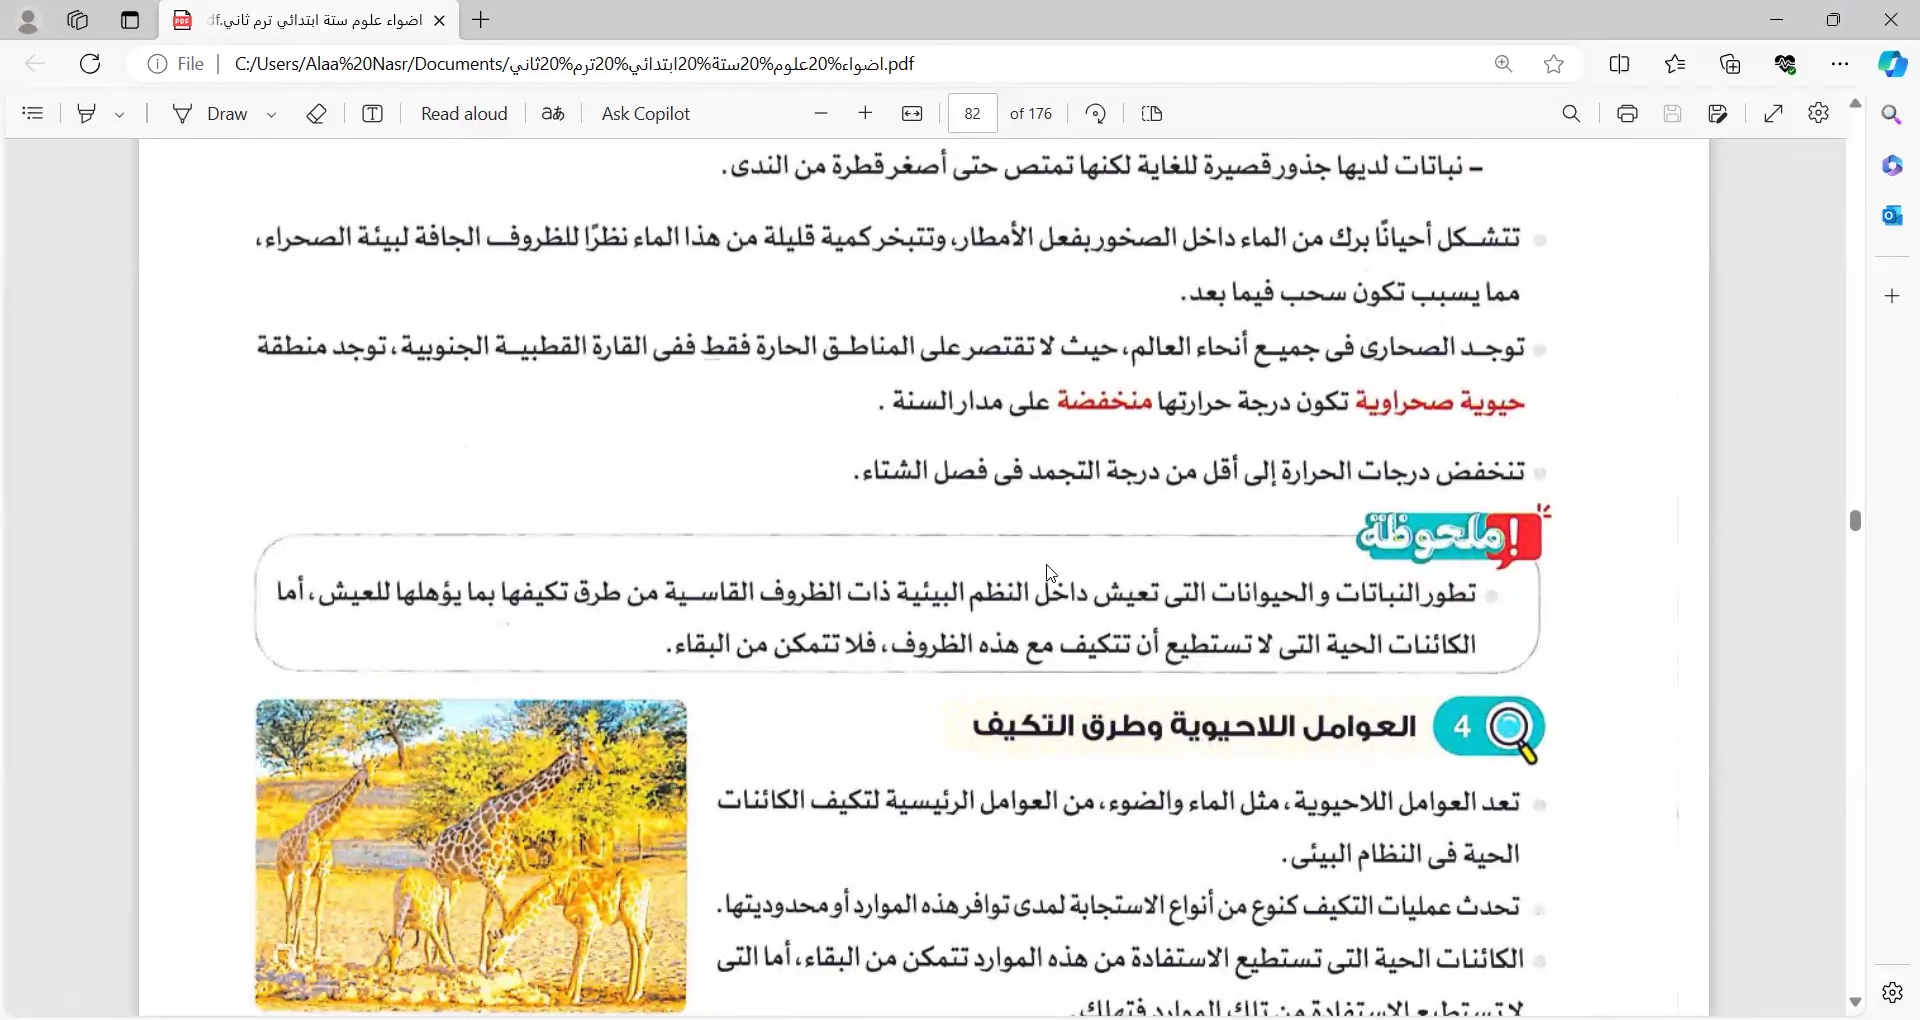 اضواء علوم ستة ابتدائي ترم ثاني.df
File
C:/Users/Alaa%20Nasr/Documents/اضواء%20علوم%20ستة%20ابتدائي%20ترم%20ثاني.pdf
Draw
Read aloud
Ask Copilot
82 of 176
– نباتات لديها جذور قصيرة للغاية لكنها تمتص حتى أصغر قطرة من الندى.
تتشكل أحيانًا برك من الماء داخل الصخور بفعل الأمطار، وتتبخر كمية قليلة من هذا الماء نظرًا للظروف الجافة لبيئة الصحراء،
مما يسبب تكون سحب فيما بعد.
توجد الصحارى فى جميع أنحاء العالم، حيث لا تقتصر على المناطق الحارة فقط ففى القارة القطبية الجنوبية، توجد منطقة
حيوية صحراوية تكون درجة حرارتها منخفضة على مدار السنة .
تنخفض درجات الحرارة إلى أقل من درجة التجمد فى فصل الشتاء.
ملحوظة !
تطور النباتات و الحيوانات التى تعيش داخل النظم البيئية ذات الظروف القاسية من طرق تكيفها بما يؤهلها للعيش، أما
الكائنات الحية التى لا تستطيع أن تتكيف مع هذه الظروف، فلا تتمكن من البقاء.
4 العوامل اللاحيوية وطرق التكيف
تعد العوامل اللاحيوية، مثل الماء والضوء، من العوامل الرئيسية لتكيف الكائنات
الحية فى النظام البيئى.
تحدث عمليات التكيف كنوع من أنواع الاستجابة لمدى توافر هذه الموارد أو محدوديتها.
الكائنات الحية التى تستطيع الاستفادة من هذه الموارد تتمكن من البقاء، أما التى
لا تستطيع الاستفادة من تلك الموارد فتهلك.